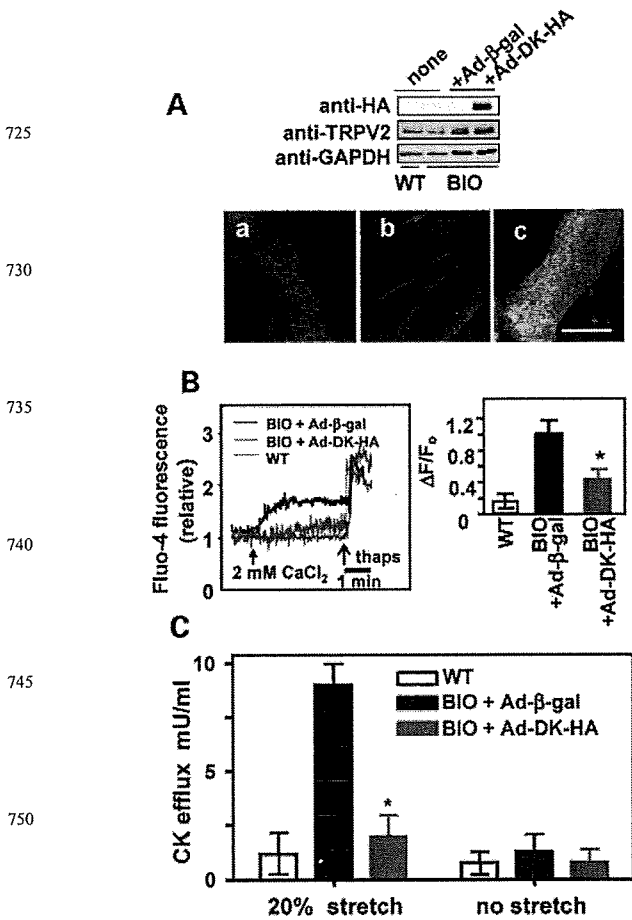 none
+Ad-β-gal
+Ad-DK-HA
A
anti-HA
725
anti-TRPV2
anti-GAPDH
WT BIO
a b c
730
B
735
BIO + Ad-β-gal
BIO + Ad-DK-HA
WT
Fluo-4 fluorescence
(relative)
3
2
1
0
2 mM CaCl₂
thaps
1 min
ΔF/Fo
1.2
0.8
0.4
0
WT
BIO
+Ad-β-gal
BIO
+Ad-DK-HA
*
740
C
745
CK efflux mU/ml
10
5
0
WT
BIO + Ad-β-gal
BIO + Ad-DK-HA
*
750
20% stretch no stretch